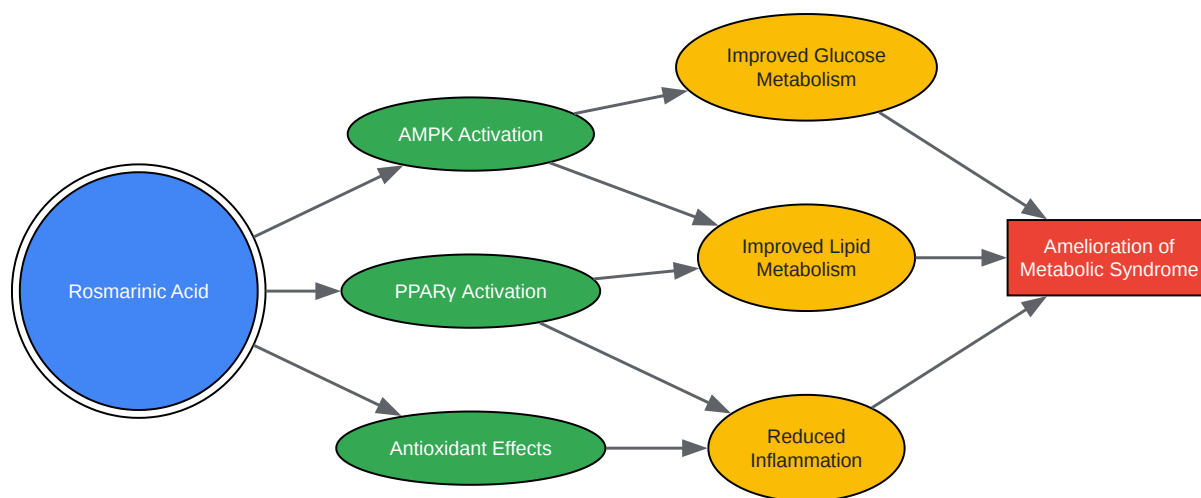 Improved Glucose
Metabolism
AMPK Activation
Rosmarinic Acid
PPARγ Activation
Improved Lipid
Metabolism
Amelioration of
Metabolic Syndrome
Antioxidant Effects
Reduced
Inflammation